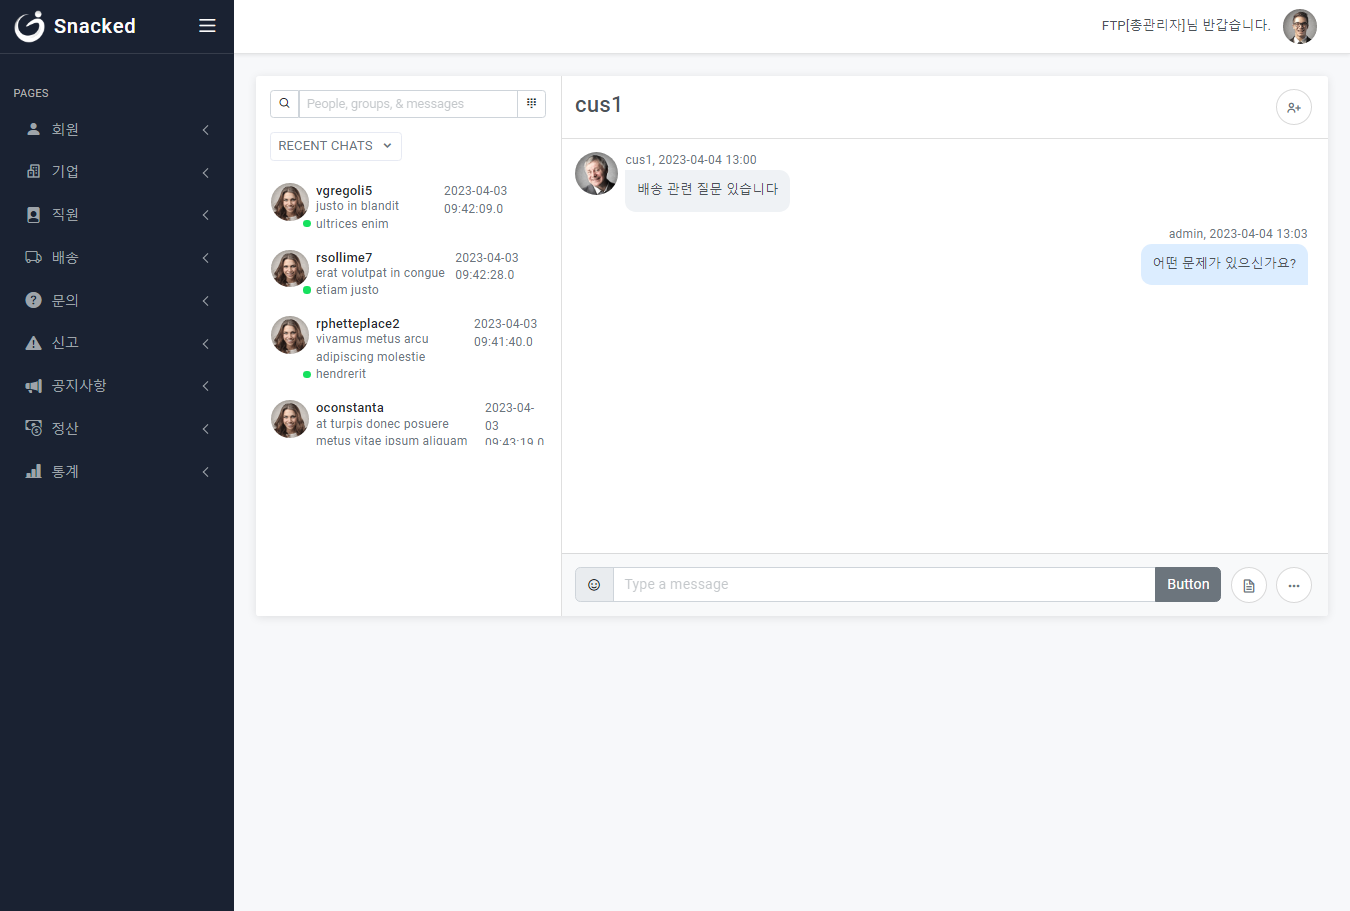 Snacked
FTP[총관리자]님 반갑습니다.
PAGES
회원
기업
직원
배송
문의
신고
공지사항
정산
통계
People, groups, & messages
RECENT CHATS
vgregoli5
2023-04-03
justo in blandit
09:42:09.0
ultrices enim
rsollime7
2023-04-03
erat volutpat in congue
09:42:28.0
etiam justo
rphetteplace2
2023-04-03
vivamus metus arcu
09:41:40.0
adipiscing molestie
hendrerit
oconstanta
2023-04-
at turpis donec posuere
03
metus vitae ipsum aliquam
09:43:19.0
cus1
cus1, 2023-04-04 13:00
배송 관련 질문 있습니다
admin, 2023-04-04 13:03
어떤 문제가 있으신가요?
Type a message
Button